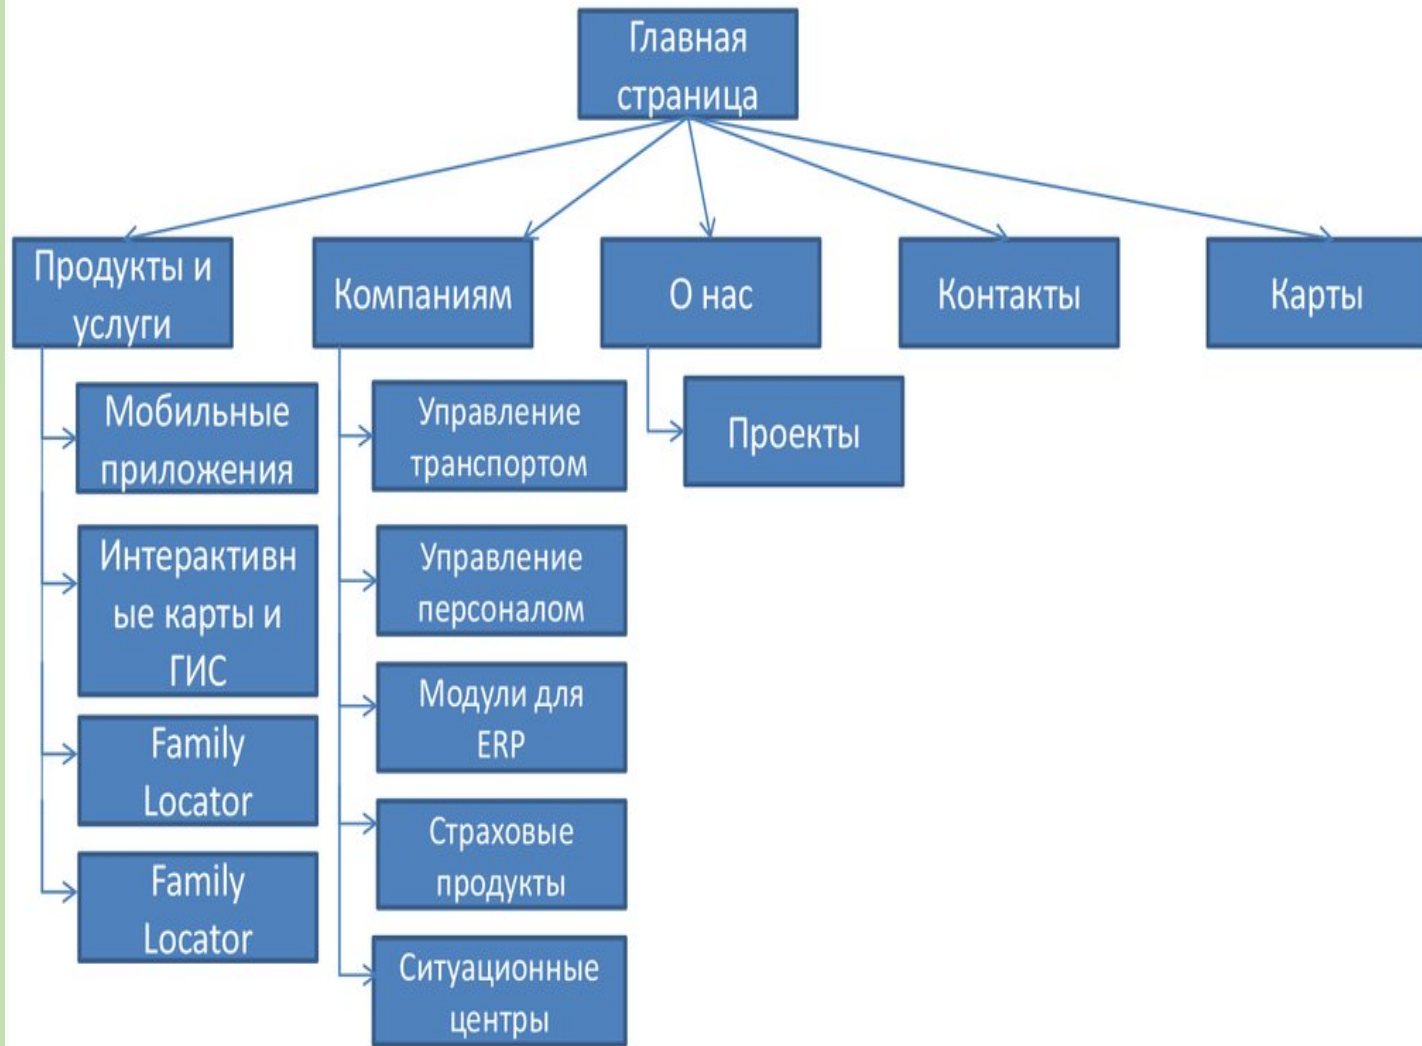 Главная
страница
Продукты и
услуги
Компаниям
О нас
Контакты
Карты
Мобильные
приложения
Интерактивн
ые карты и
ГИС
Family
Locator
Family
Locator
Управление
транспортом
Управление
персоналом
Модули для
ERP
Страховые
продукты
Ситуационные
центры
Проекты